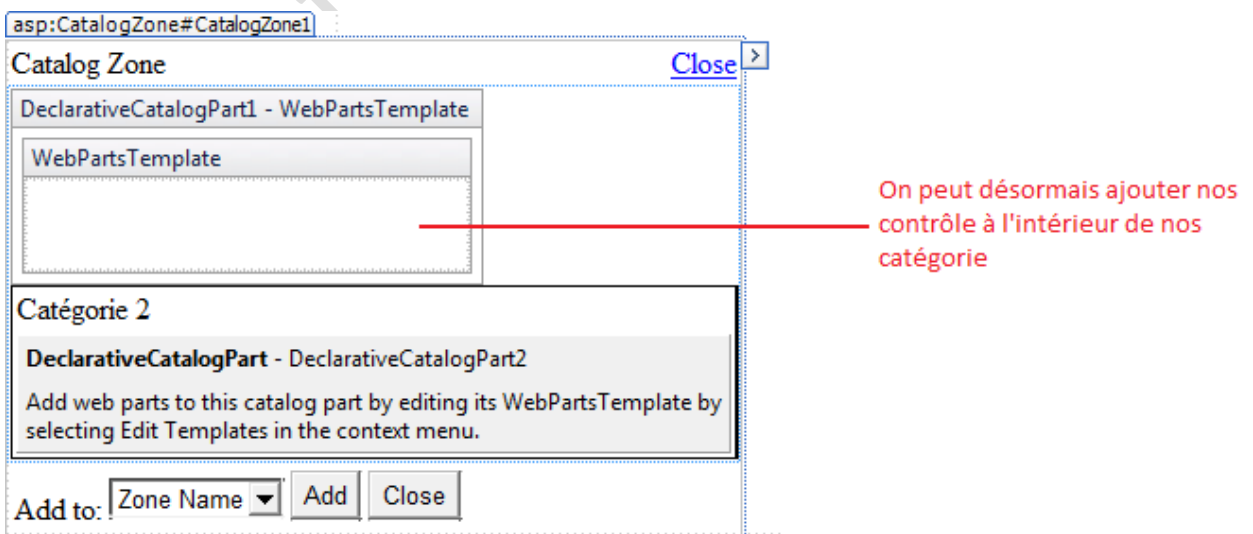 asp:CatalogZone#CatalogZone1
Catalog Zone Close
>
DeclarativeCatalogPart1 - WebPartsTemplate
WebPartsTemplate
On peut désormais ajouter nos
contrôle à l'intérieur de nos
catégorie
Catégorie 2
DeclarativeCatalogPart - DeclarativeCatalogPart2
Add web parts to this catalog part by editing its WebPartsTemplate by
selecting Edit Templates in the context menu.
Add to: Zone Name Add Close